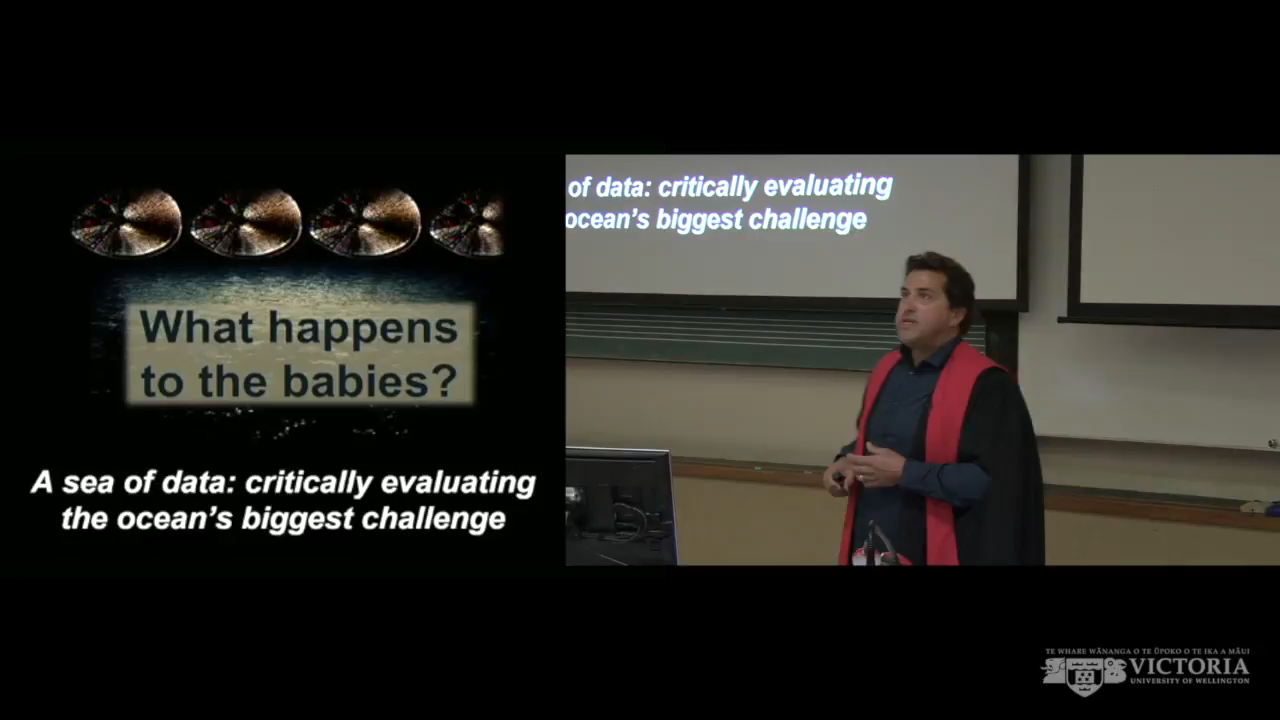 What happens
to the babies?
A sea of data: critically evaluating
the ocean's biggest challenge
of data: critically evaluating
ocean's biggest challenge
TE WHARE WĀNANGA O TE ŪPOKO O TE IKA A MĀUI
VICTORIA
UNIVERSITY OF WELLINGTON